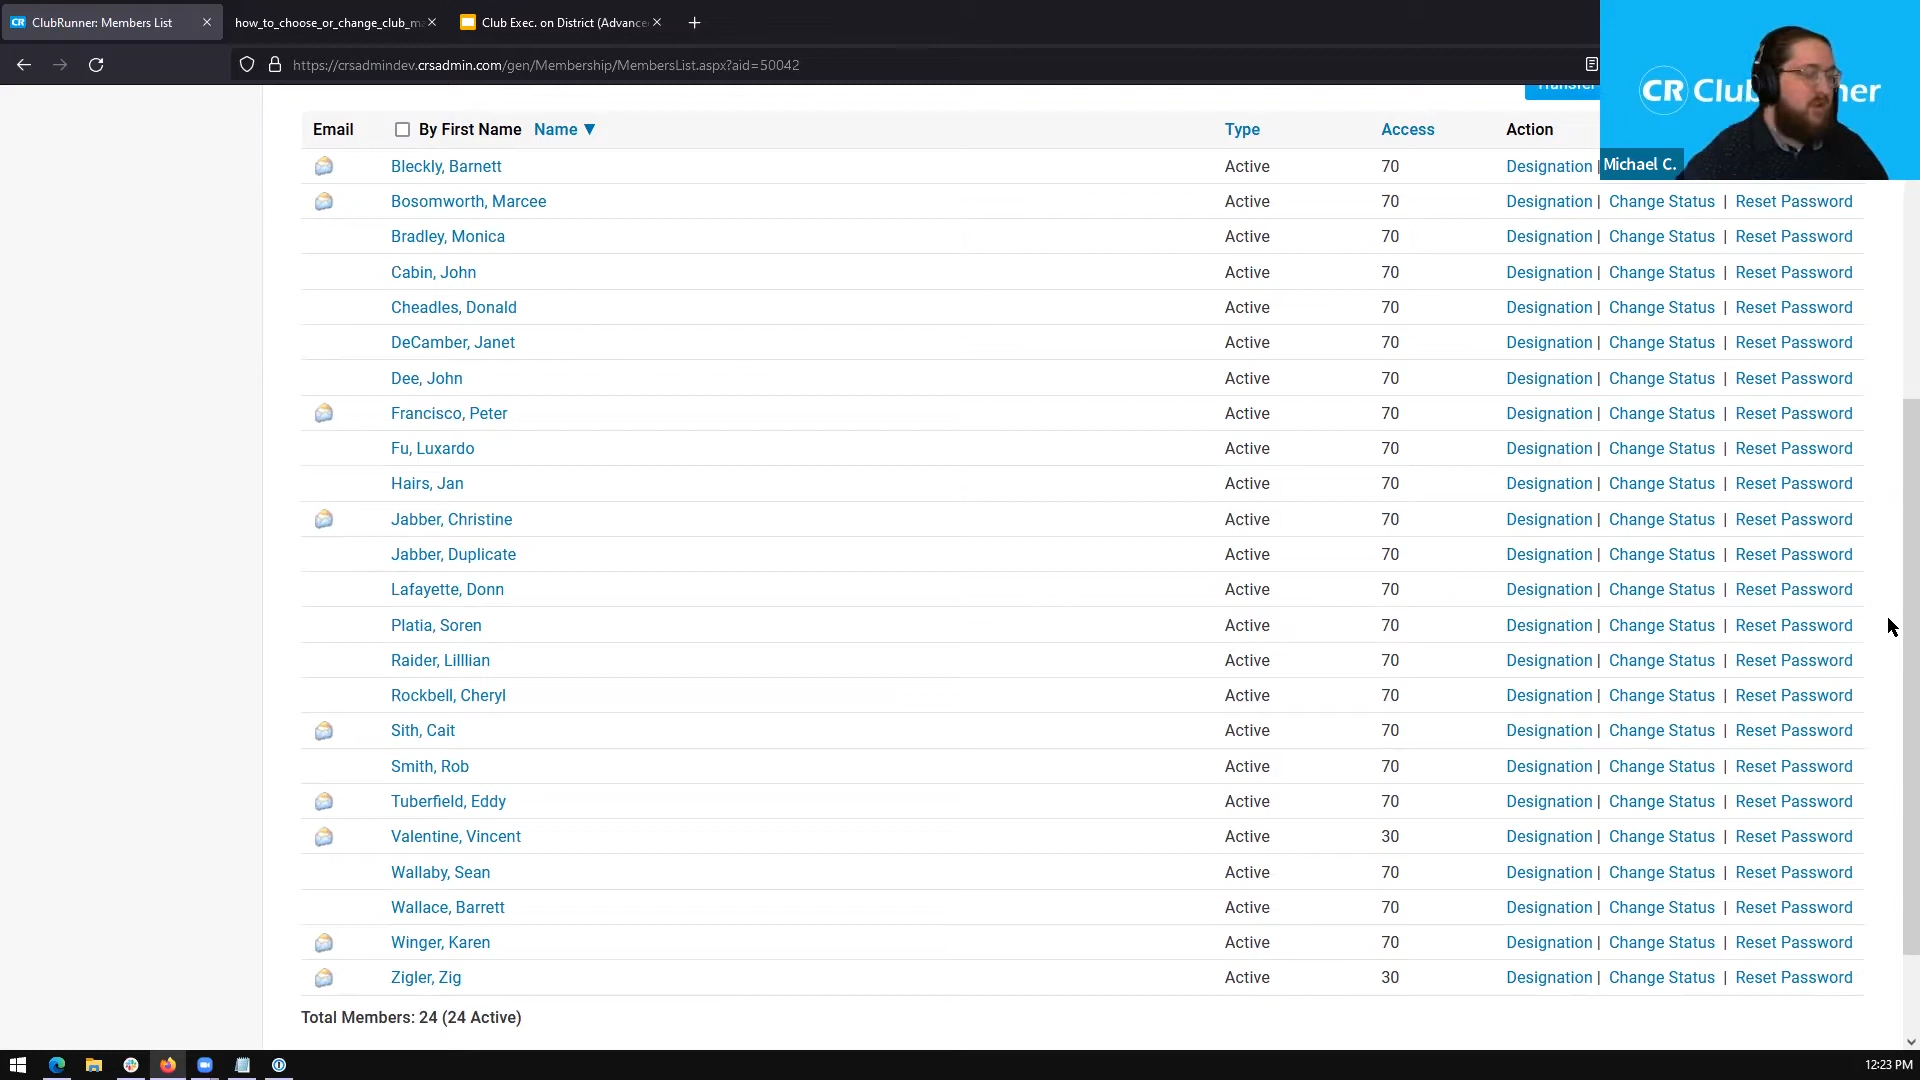 ClubRunner: Members List
how_to_choose_or_change_club_m
Club Exec. on District (Advance
https://crsadmindev.crsadmin.com/gen/Membership/MembersList.aspx?aid=50042
CR Club ner
Michael C.
Transfer
Email By First Name Name ▼ Type Access Action
Bleckly, Barnett Active 70 Designation |
Bosomworth, Marcee Active 70 Designation | Change Status | Reset Password
Bradley, Monica Active 70 Designation | Change Status | Reset Password
Cabin, John Active 70 Designation | Change Status | Reset Password
Cheadles, Donald Active 70 Designation | Change Status | Reset Password
DeCamber, Janet Active 70 Designation | Change Status | Reset Password
Dee, John Active 70 Designation | Change Status | Reset Password
Francisco, Peter Active 70 Designation | Change Status | Reset Password
Fu, Luxardo Active 70 Designation | Change Status | Reset Password
Hairs, Jan Active 70 Designation | Change Status | Reset Password
Jabber, Christine Active 70 Designation | Change Status | Reset Password
Jabber, Duplicate Active 70 Designation | Change Status | Reset Password
Lafayette, Donn Active 70 Designation | Change Status | Reset Password
Platia, Soren Active 70 Designation | Change Status | Reset Password
Raider, Lilllian Active 70 Designation | Change Status | Reset Password
Rockbell, Cheryl Active 70 Designation | Change Status | Reset Password
Sith, Cait Active 70 Designation | Change Status | Reset Password
Smith, Rob Active 70 Designation | Change Status | Reset Password
Tuberfield, Eddy Active 70 Designation | Change Status | Reset Password
Valentine, Vincent Active 30 Designation | Change Status | Reset Password
Wallaby, Sean Active 70 Designation | Change Status | Reset Password
Wallace, Barrett Active 70 Designation | Change Status | Reset Password
Winger, Karen Active 70 Designation | Change Status | Reset Password
Zigler, Zig Active 30 Designation | Change Status | Reset Password
Total Members: 24 (24 Active)
12:23 PM